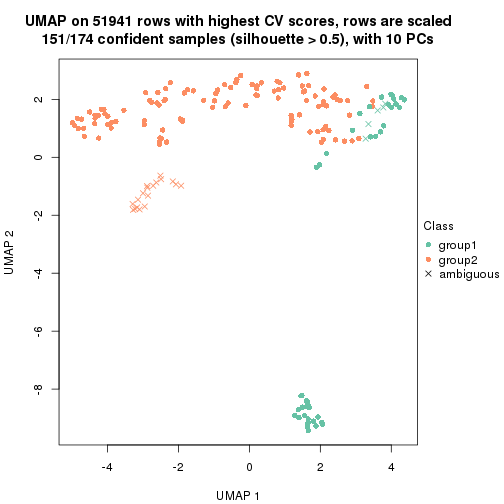 UMAP on 51941 rows with highest CV scores, rows are scaled
151/174 confident samples (silhouette > 0.5), with 10 PCs
2
0
-2
-4
-6
-8
UMAP 2
-4
-2
0
2
4
UMAP 1
Class
group1
group2
ambiguous